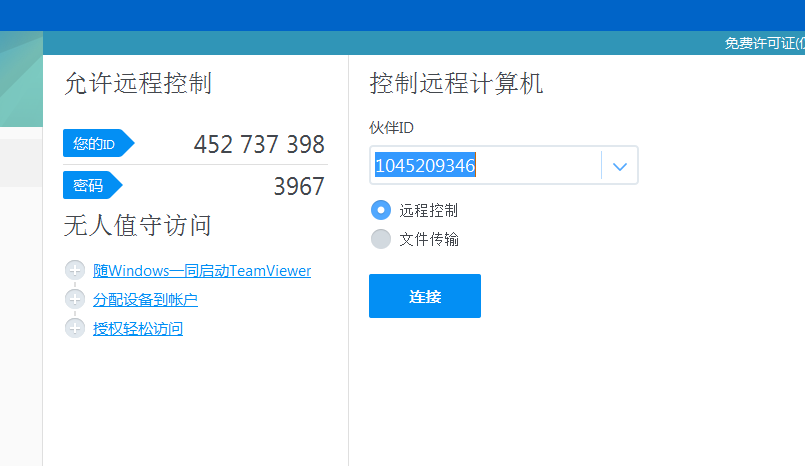 免费许可证(仅
允许远程控制
您的ID 452 737 398
密码 3967
无人值守访问
随Windows一同启动TeamViewer
分配设备到帐户
授权轻松访问
控制远程计算机
伙伴ID
1045209346
远程控制
文件传输
连接